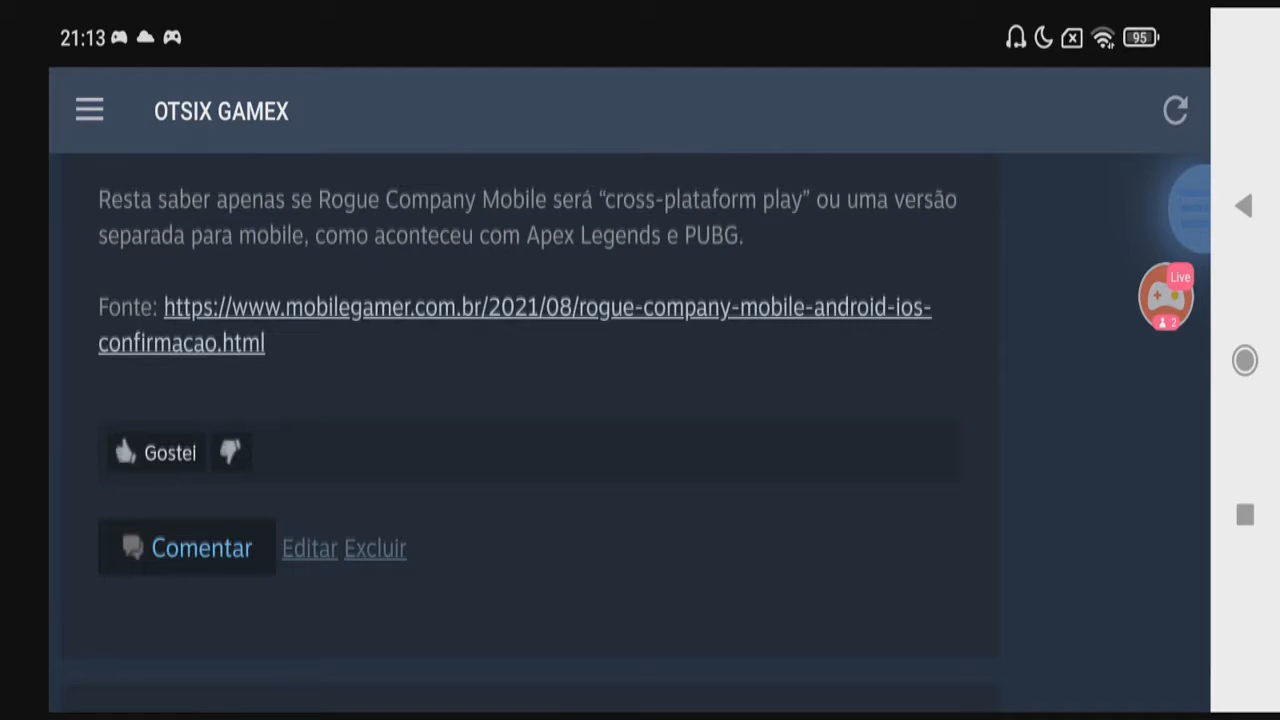 21:13
95
OTSIX GAMEX
Resta saber apenas se Rogue Company Mobile será “cross-plataform play” ou uma versão
separada para mobile, como aconteceu com Apex Legends e PUBG.
Live
2
Fonte: https://www.mobilegamer.com.br/2021/08/rogue-company-mobile-android-ios-
confirmacao.html
Gostei
Comentar Editar Excluir